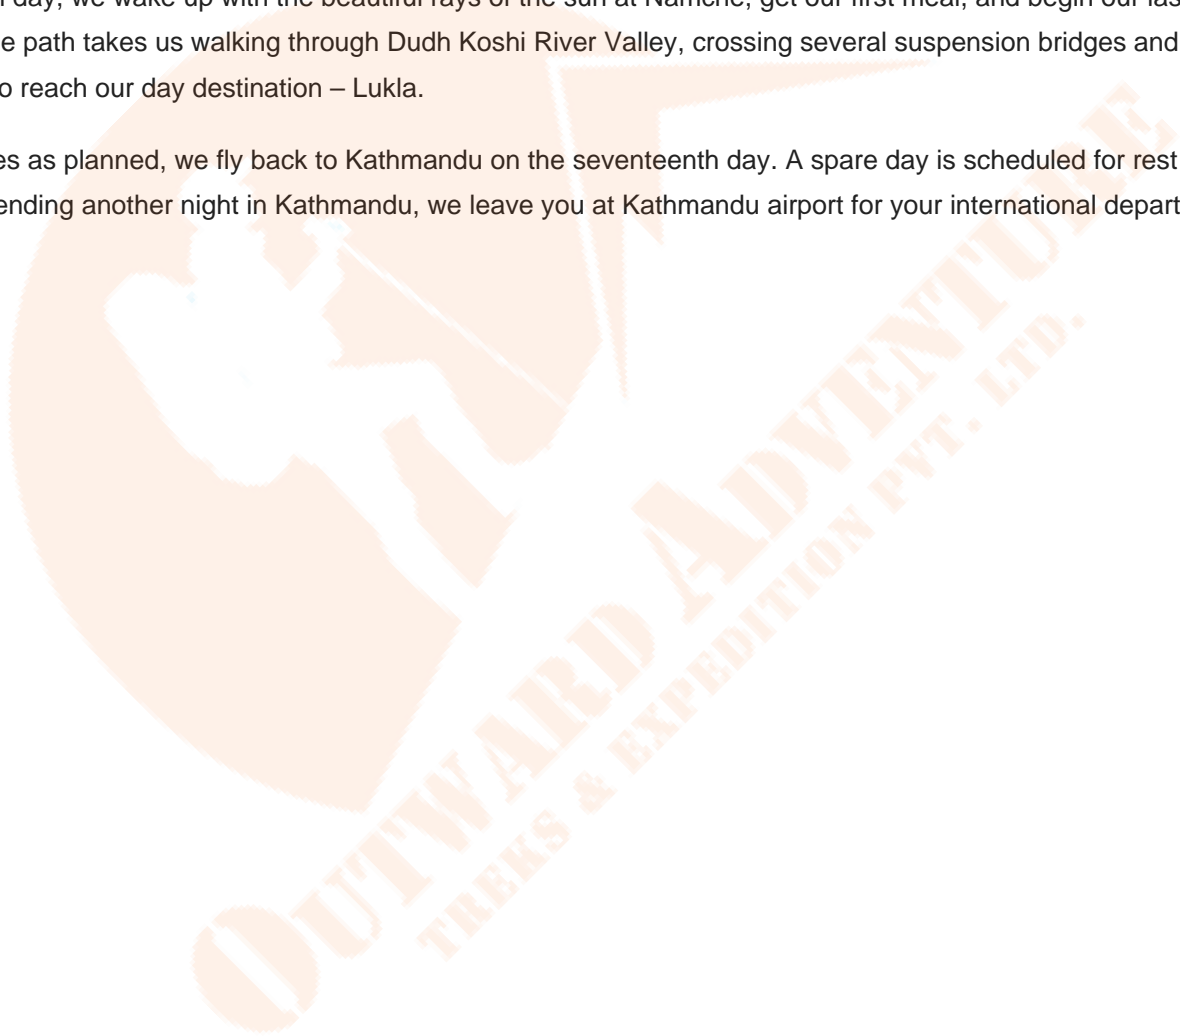 day, we wake up with the beautiful rays of the sun at Namche, get our first meal, and begin our
path takes us walking through Dudh Koshi River Valley, crossing several suspension bridges and
o reach our day destination – Lukla.
es as planned, we fly back to Kathmandu on the seventeenth day. A spare day is scheduled for rest
ending another night in Kathmandu, we leave you at Kathmandu airport for your international depart
OUTWARD ADVENTURE
TREKS & EXPEDITION PVT. LTD.